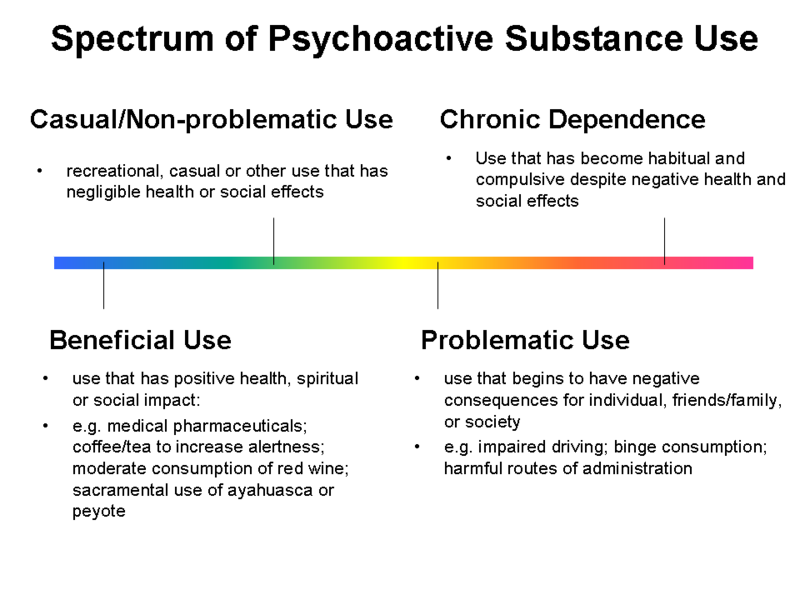 Spectrum of Psychoactive Substance Use
Casual/Non-problematic Use
• recreational, casual or other use that has
negligible health or social effects
Chronic Dependence
• Use that has become habitual and
compulsive despite negative health and
social effects
Beneficial Use
• use that has positive health, spiritual
or social impact:
• e.g. medical pharmaceuticals;
coffee/tea to increase alertness;
moderate consumption of red wine;
sacramental use of ayahuasca or
peyote
Problematic Use
• use that begins to have negative
consequences for individual, friends/family,
or society
• e.g. impaired driving; binge consumption;
harmful routes of administration